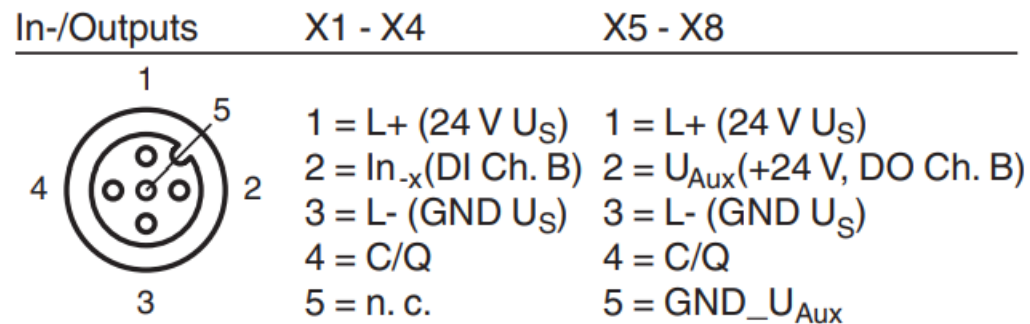 In-/Outputs X1 - X4 X5 - X8
1
5
1 = L+ (24 V US) 1 = L+ (24 V US)
2 = In-x(DI Ch. B) 2 = UAux(+24 V, DO Ch. B)
4 2
3 = L- (GND US) 3 = L- (GND US)
4 = C/Q 4 = C/Q
3 5 = n. c. 5 = GND_UAux